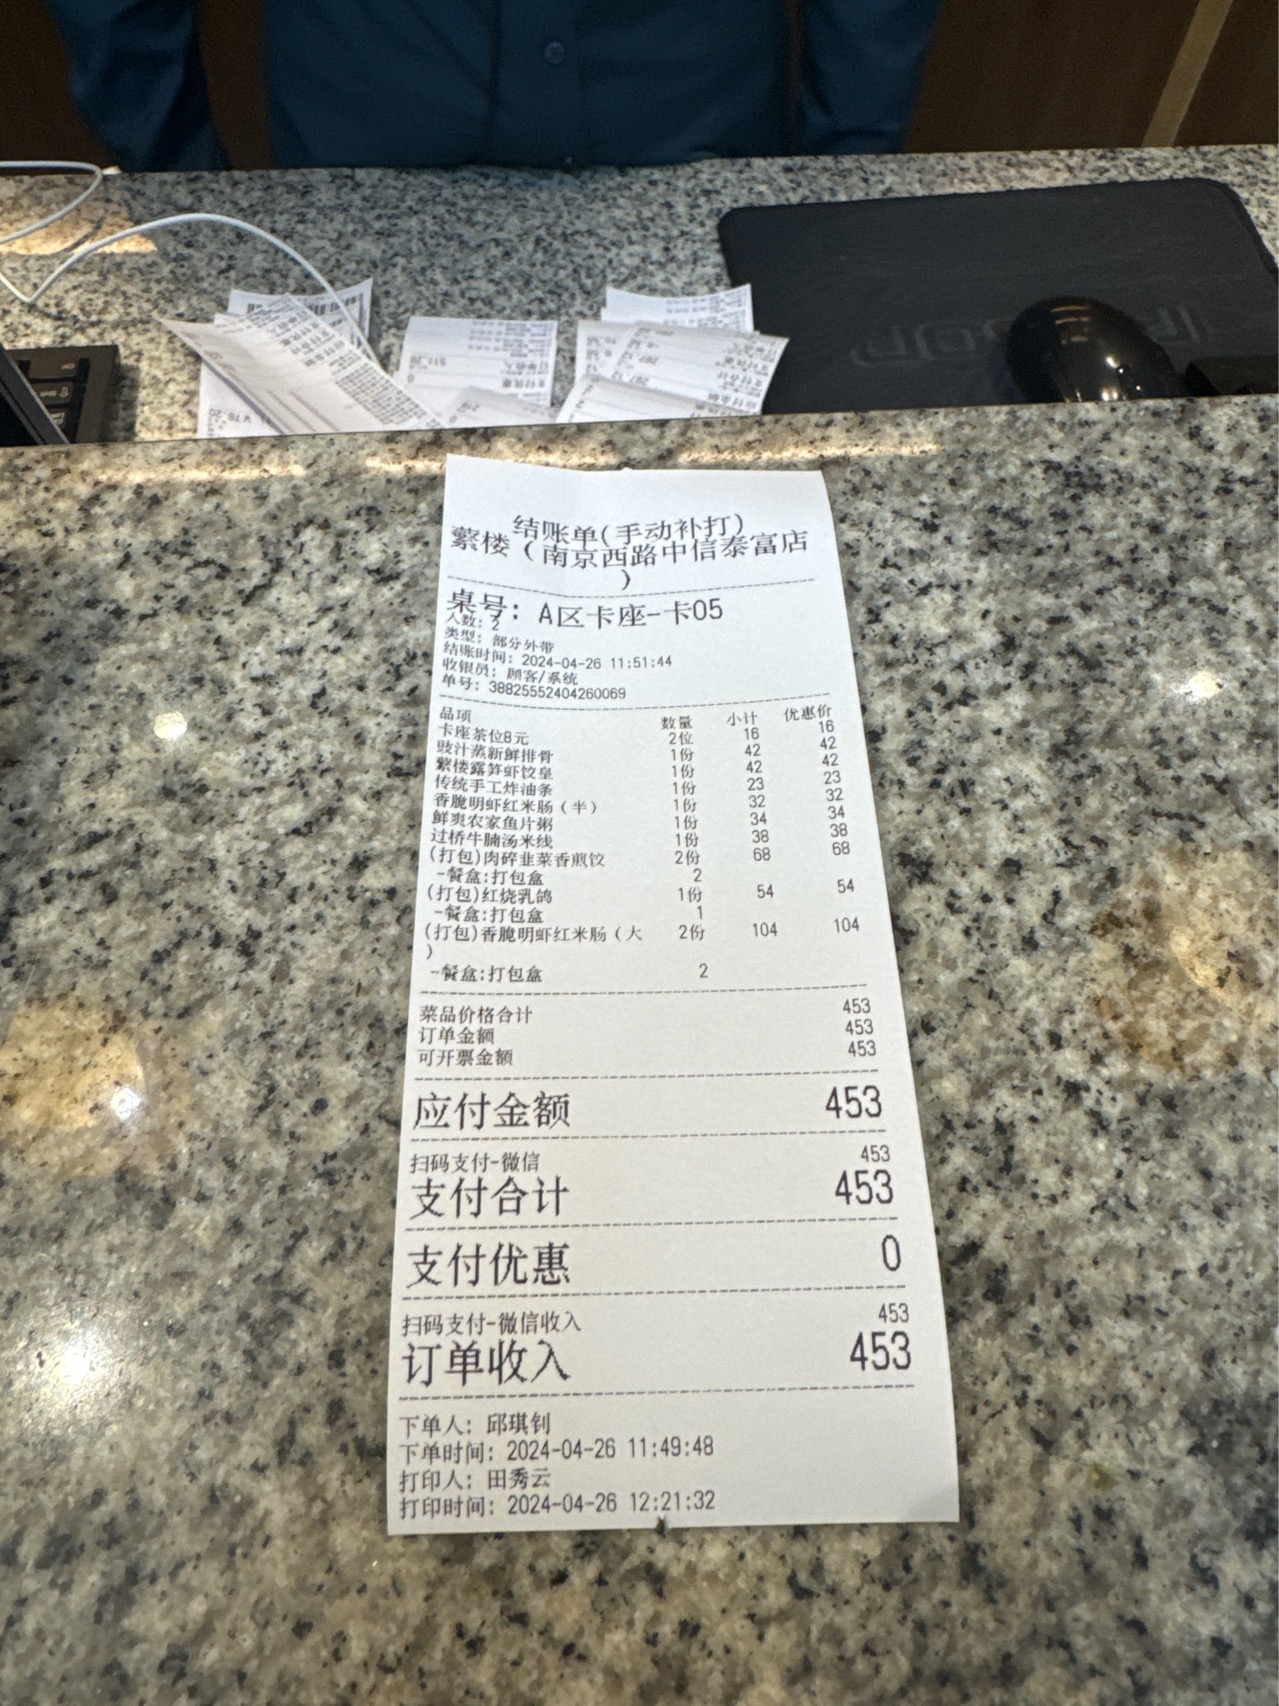 结账单(手动补打)
蘩楼（南京西路中信泰富店
）
桌号: A区卡座-卡05
人数: 2
类型: 部分外带
结账时间: 2024-04-26 11:51:44
收银员: 顾客/系统
单号: 38825552404260069
品项 数量 小计 优惠价
卡座茶位8元 2位 16 16
豉汁蒸新鲜排骨 1份 42 42
蘩楼露笋虾饺皇 1份 42 42
传统手工炸油条 1份 23 23
香脆明虾红米肠（半） 1份 32 32
鲜爽农家鱼片粥 1份 34 34
过桥牛腩汤米线 1份 38 38
(打包)肉碎韭菜香煎饺 2份 68 68
-餐盒:打包盒 2
(打包)红烧乳鸽 1份 54 54
-餐盒:打包盒 1
(打包)香脆明虾红米肠（大 2份 104 104
）
-餐盒:打包盒 2
菜品价格合计 453
订单金额 453
可开票金额 453
应付金额 453
扫码支付-微信 453
支付合计 453
支付优惠 0
扫码支付-微信收入 453
订单收入 453
下单人: 邱琪钊
下单时间: 2024-04-26 11:49:48
打印人: 田秀云
打印时间: 2024-04-26 12:21:32